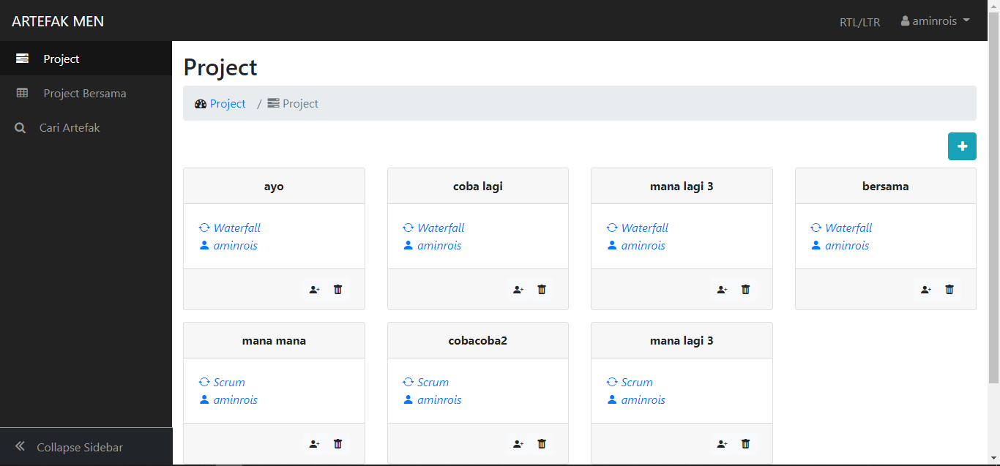 ARTEFAK MEN
RTL/LTR
aminrois
Project
Project Bersama
Cari Artefak
Collapse Sidebar
Project
Project / Project
ayo
Waterfall
aminrois
coba lagi
Waterfall
aminrois
mana lagi 3
Waterfall
aminrois
bersama
Waterfall
aminrois
mana mana
Scrum
aminrois
cobacoba2
Scrum
aminrois
mana lagi 3
Scrum
aminrois